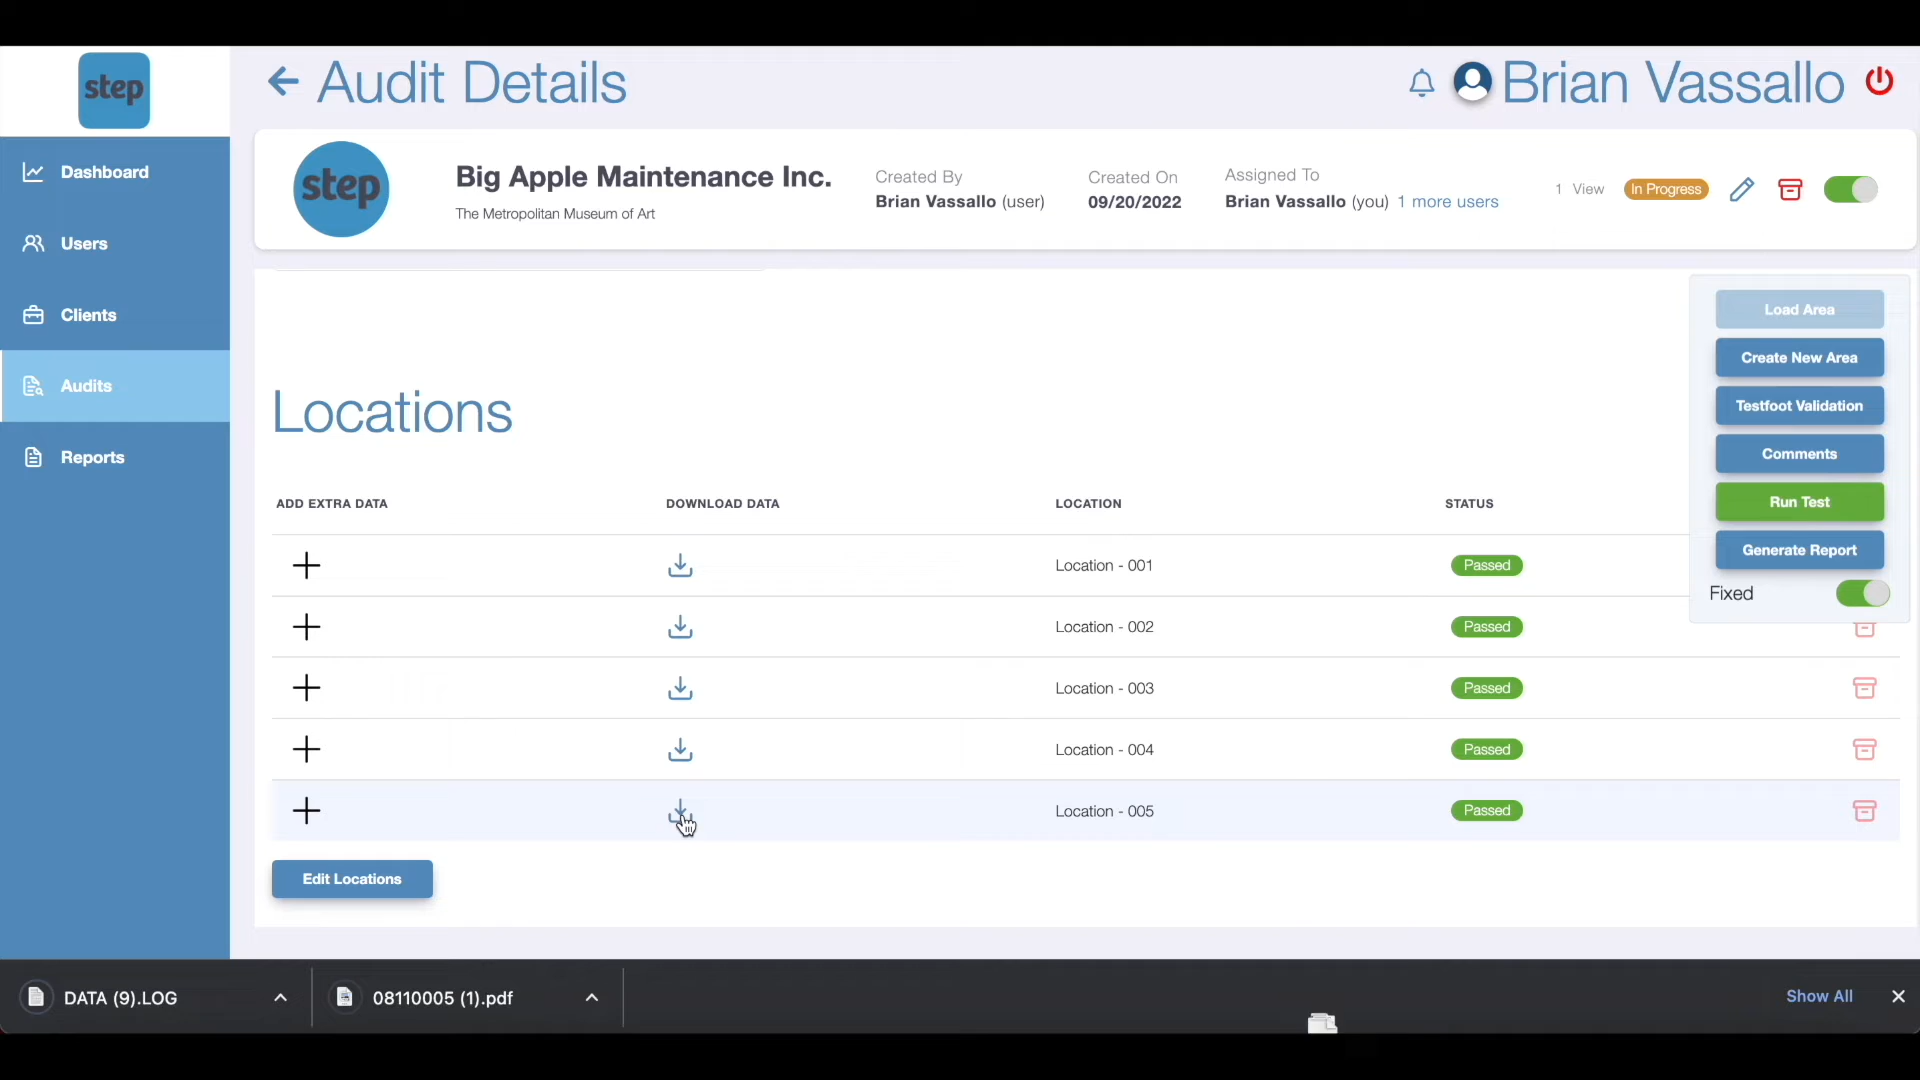 step
Audit Details
Brian Vassallo
Dashboard
Users
Clients
Audits
Reports
step
Big Apple Maintenance Inc.
The Metropolitan Museum of Art
Created By
Brian Vassallo (user)
Created On
09/20/2022
Assigned To
Brian Vassallo (you) 1 more users
1 View
In Progress
Load Area
Create New Area
Testfoot Validation
Comments
Run Test
Generate Report
Fixed
Locations
ADD EXTRA DATA DOWNLOAD DATA LOCATION STATUS
Location - 001 Passed
Location - 002 Passed
Location - 003 Passed
Location - 004 Passed
Location - 005 Passed
Edit Locations
DATA (9).LOG
08110005 (1).pdf
Show All